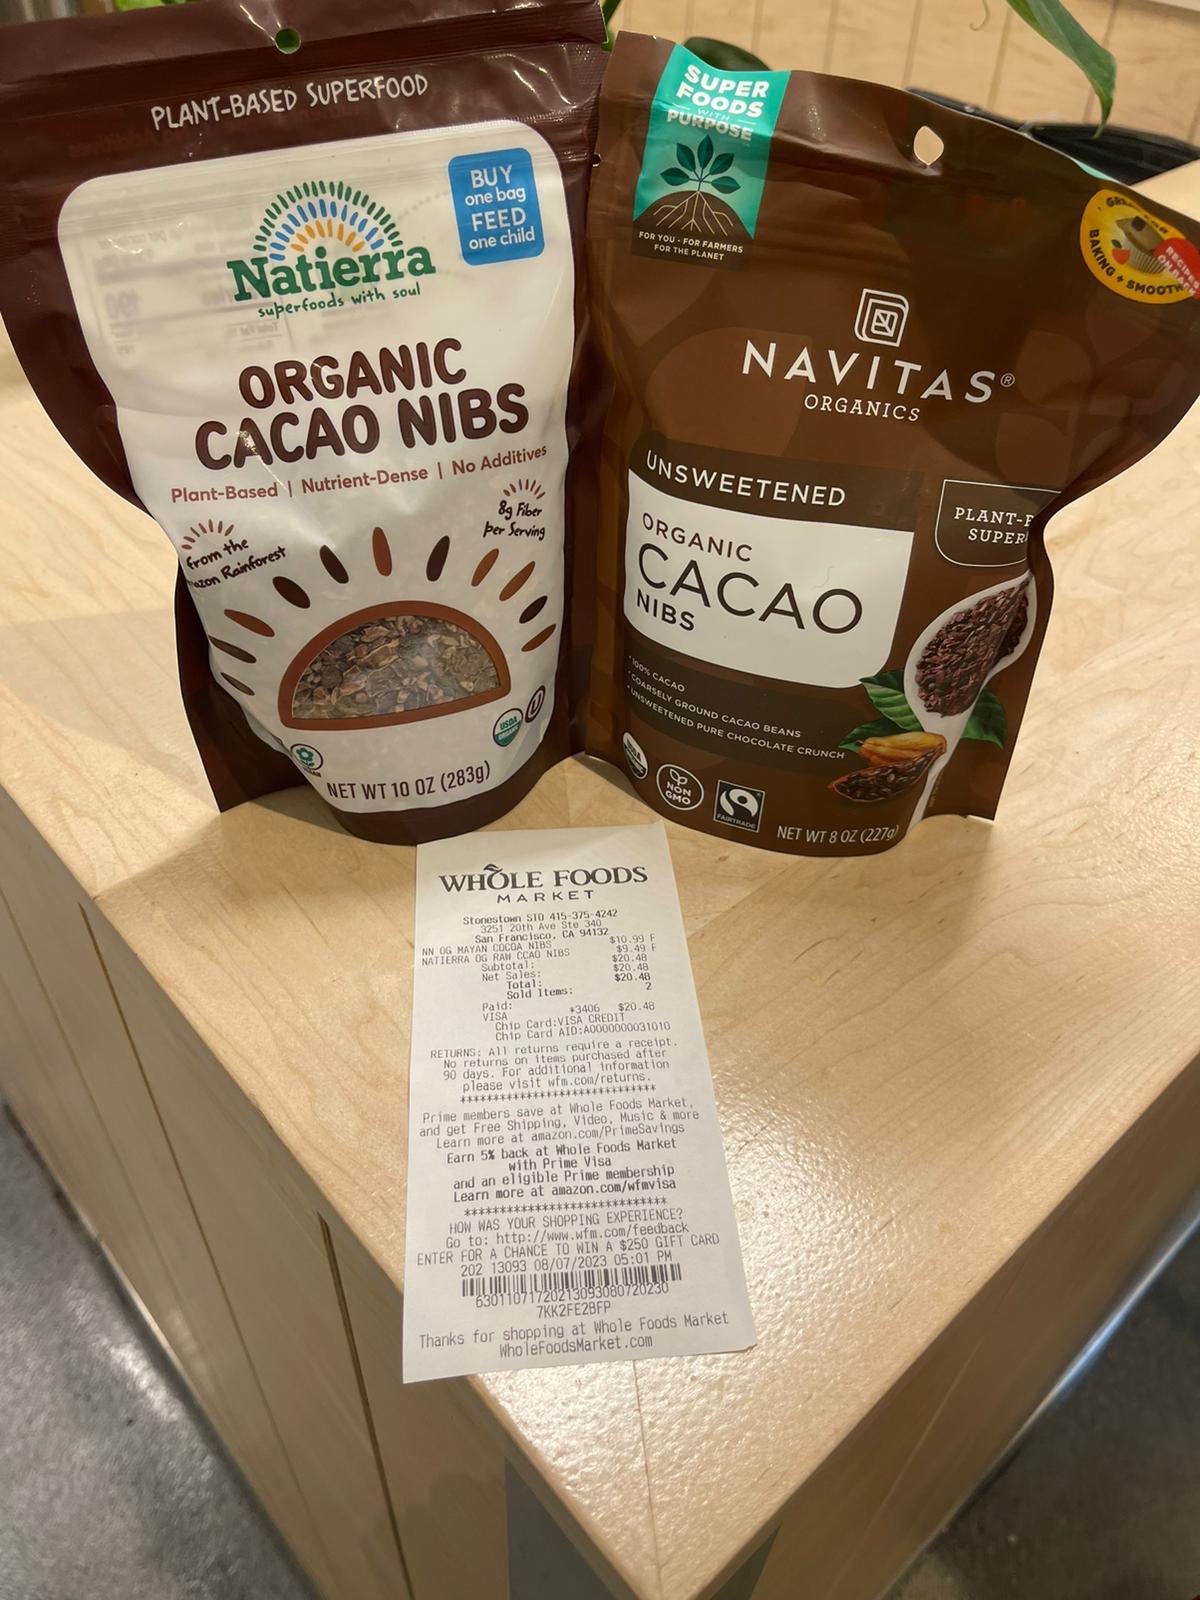 PLANT-BASED SUPERFOOD
BUY
one bag
FEED
one child
Natierra
superfoods with soul
ORGANIC
CACAO NIBS
Plant-Based | Nutrient-Dense | No Additives
from the
Rainforest
8g Fiber
per Serving
USDA
ORGANIC
U
NET WT 10 OZ (283g)
SUPER
FOODS
WITH
PURPOSE
FOR YOU - FOR FARMERS
FOR THE PLANET
BAKING + SMOOTH
RECIPES
ON BACK
NAVITAS®
ORGANICS
UNSWEETENED
ORGANIC
CACAO
NIBS
PLANT-
SUPER
• 100% CACAO
• COARSELY GROUND CACAO BEANS
• UNSWEETENED PURE CHOCOLATE CRUNCH
USDA
NON
GMO
FAIRTRADE
NET WT 8 OZ (227g)
WHOLE FOODS
MARKET
Stonestown STO 415-375-4242
3251 20th Ave Ste 340
San Francisco, CA 94132
NN OG MAYAN COCOA NIBS $10.99 F
NATIERRA OG RAW CCAO NIBS $9.49 F
Subtotal: $20.48
Net Sales: $20.48
Total: $20.48
Sold Items: 2
Paid:
VISA *3406 $20.48
Chip Card:VISA CREDIT
Chip Card AID:A0000000031010
RETURNS: All returns require a receipt.
No returns on items purchased after
90 days. For additional information
please visit wfm.com/returns.
*****************************
Prime members save at Whole Foods Market,
and get Free Shipping, Video, Music & more
Learn more at amazon.com/PrimeSavings
Earn 5% back at Whole Foods Market
with Prime Visa
and an eligible Prime membership
Learn more at amazon.com/wfmvisa
*****************************
HOW WAS YOUR SHOPPING EXPERIENCE?
Go to: http://www.wfm.com/feedback
ENTER FOR A CHANCE TO WIN A $250 GIFT CARD
202 13093 08/07/2023 05:01 PM
63011071720213093080720230
7KK2FE2BFP
Thanks for shopping at Whole Foods Market
WholeFoodsMarket.com